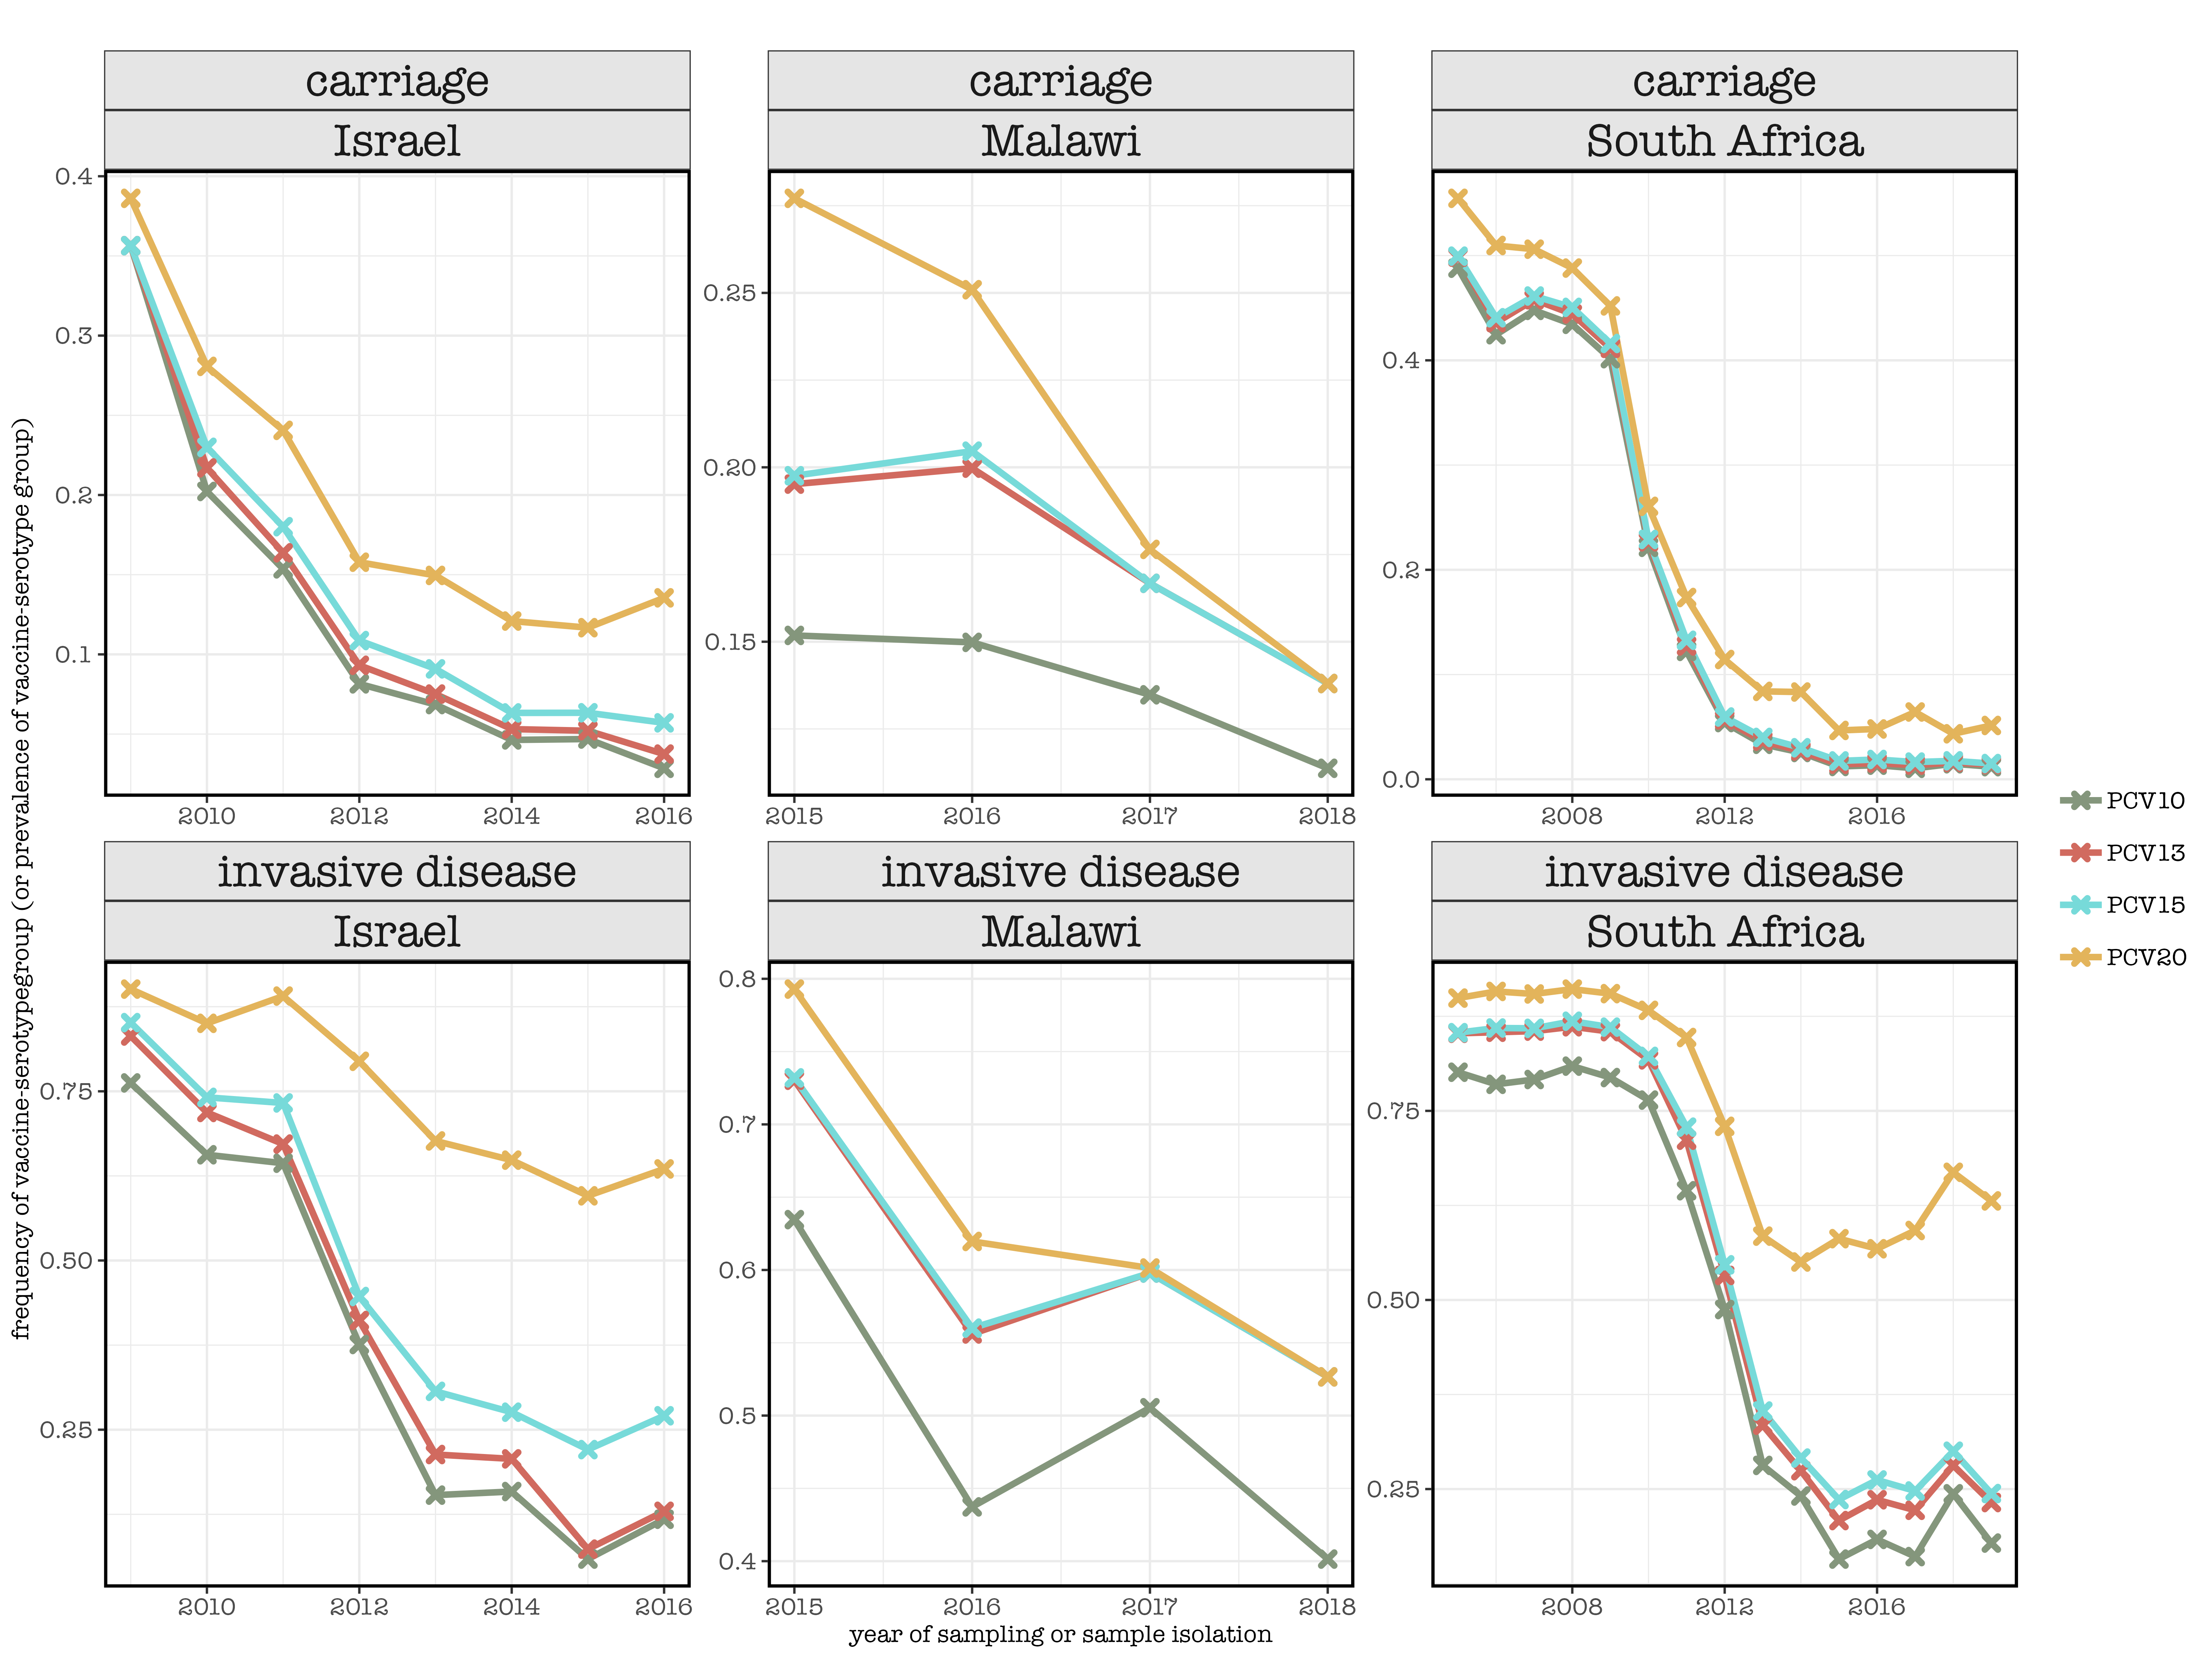 carriage
Israel
carriage
Malawi
carriage
South Africa
0.4
0.3
0.2
0.1
2010
2012
2014
2016
0.25
0.20
0.15
2015
2016
2017
2018
0.4
0.2
0.0
2008
2012
2016
invasive disease
Israel
invasive disease
Malawi
invasive disease
South Africa
0.75
0.50
0.25
2010
2012
2014
2016
0.8
0.7
0.6
0.5
0.4
2015
2016
2017
2018
0.75
0.50
0.25
2008
2012
2016
frequency of vaccine-serotypegroup (or prevalence of vaccine-serotype group)
year of sampling or sample isolation
PCV10
PCV13
PCV15
PCV20